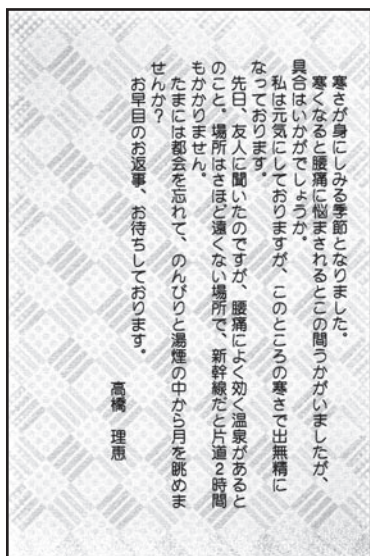 寒さが身にしみる季節となりました。
寒くなると腰痛に悩まされるとこの間うかがいましたが、
具合はいかがでしょうか。
私は元気にしておりますが、このところの寒さで出無精に
なっております。
先日、友人に聞いたのですが、腰痛によく効く温泉があると
のこと。場所はさほど遠くない場所で、新幹線だと片道2時間
もかかりません。
たまには都会を忘れて、のんびりと湯煙の中から月を眺めま
せんか?
お早目のお返事、お待ちしております。
高橋 理恵